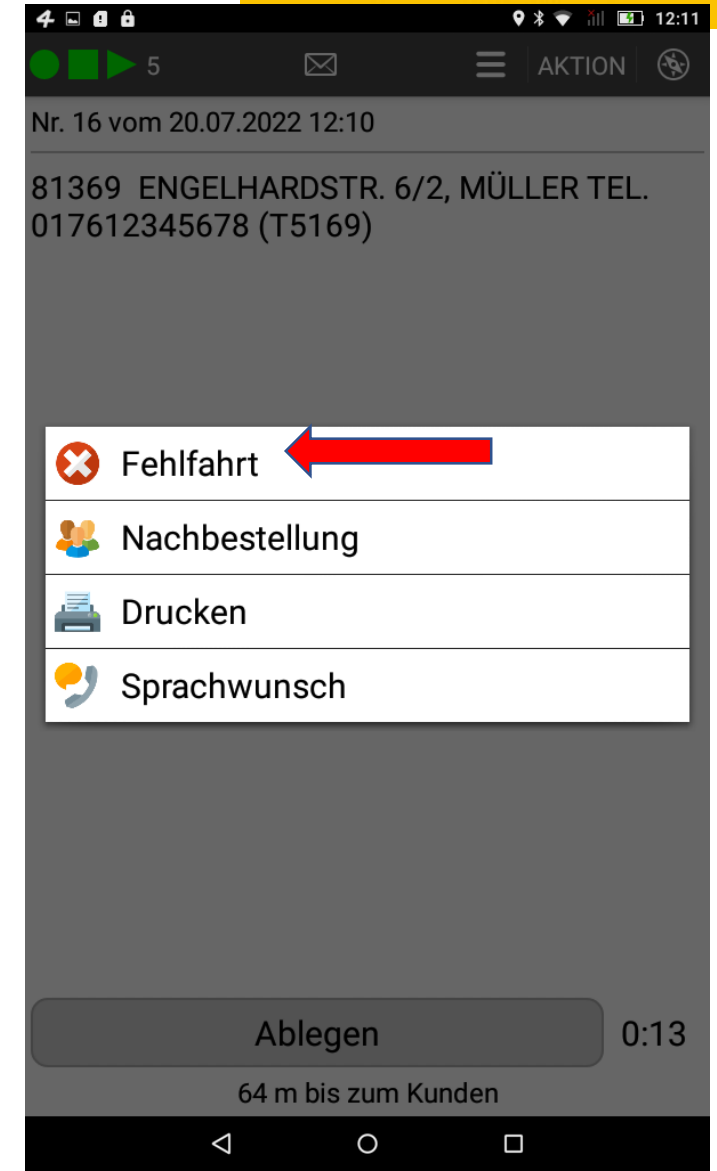 12:11
5
AKTION
Nr. 16 vom 20.07.2022 12:10
81369 ENGELHARDSTR. 6/2, MÜLLER TEL.
017612345678 (T5169)
Fehlfahrt
Nachbestellung
Drucken
Sprachwunsch
Ablegen
0:13
64 m bis zum Kunden